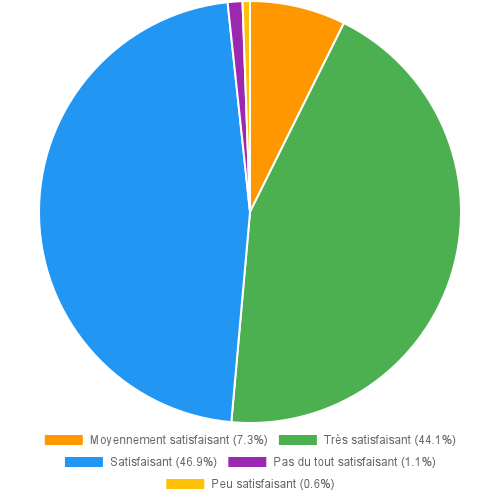 Moyennement satisfaisant (7.3%) Très satisfaisant (44.1%)
Satisfaisant (46.9%) Pas du tout satisfaisant (1.1%)
Peu satisfaisant (0.6%)